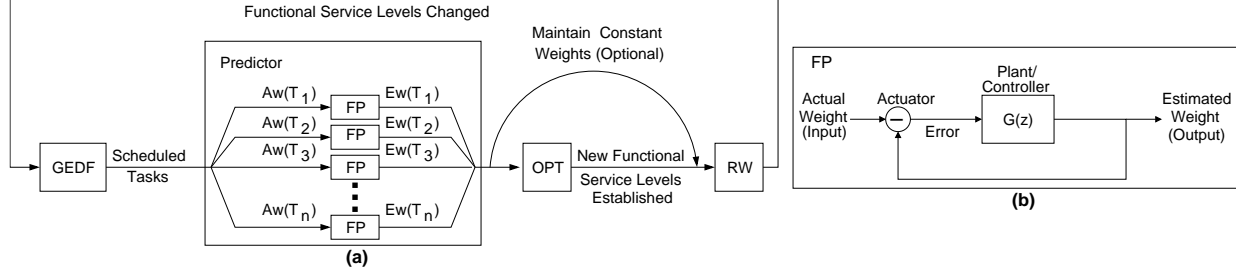 Functional Service Levels Changed
Predictor
Aw(T1)
FP
Ew(T1)
Aw(T2)
FP
Ew(T2)
Aw(T3)
FP
Ew(T3)
Aw(Tn)
FP
Ew(Tn)
GEDF
Scheduled
Tasks
Maintain Constant
Weights (Optional)
OPT
New Functional
Service Levels
Established
RW
(a)
FP
Actual
Weight
(Input)
Actuator
−
Error
Plant/
Controller
G(z)
Estimated
Weight
(Output)
(b)